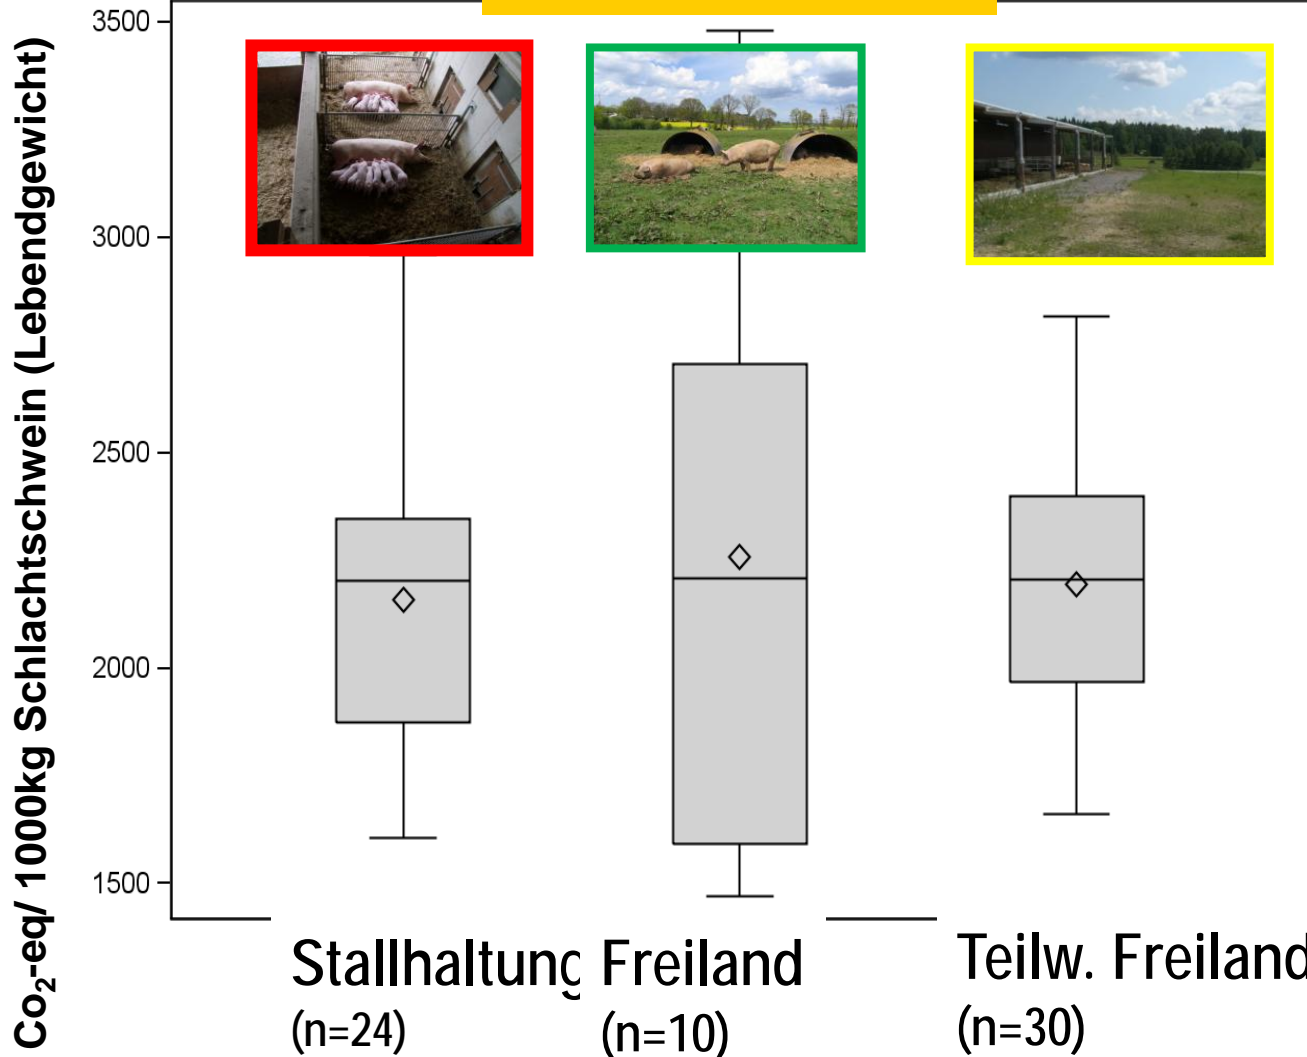 Co₂-eq/ 1000kg Schlachtschwein (Lebendgewicht)
3500
3000
2500
2000
1500
Stallhaltung
(n=24)
Freiland
(n=10)
Teilw. Freiland
(n=30)